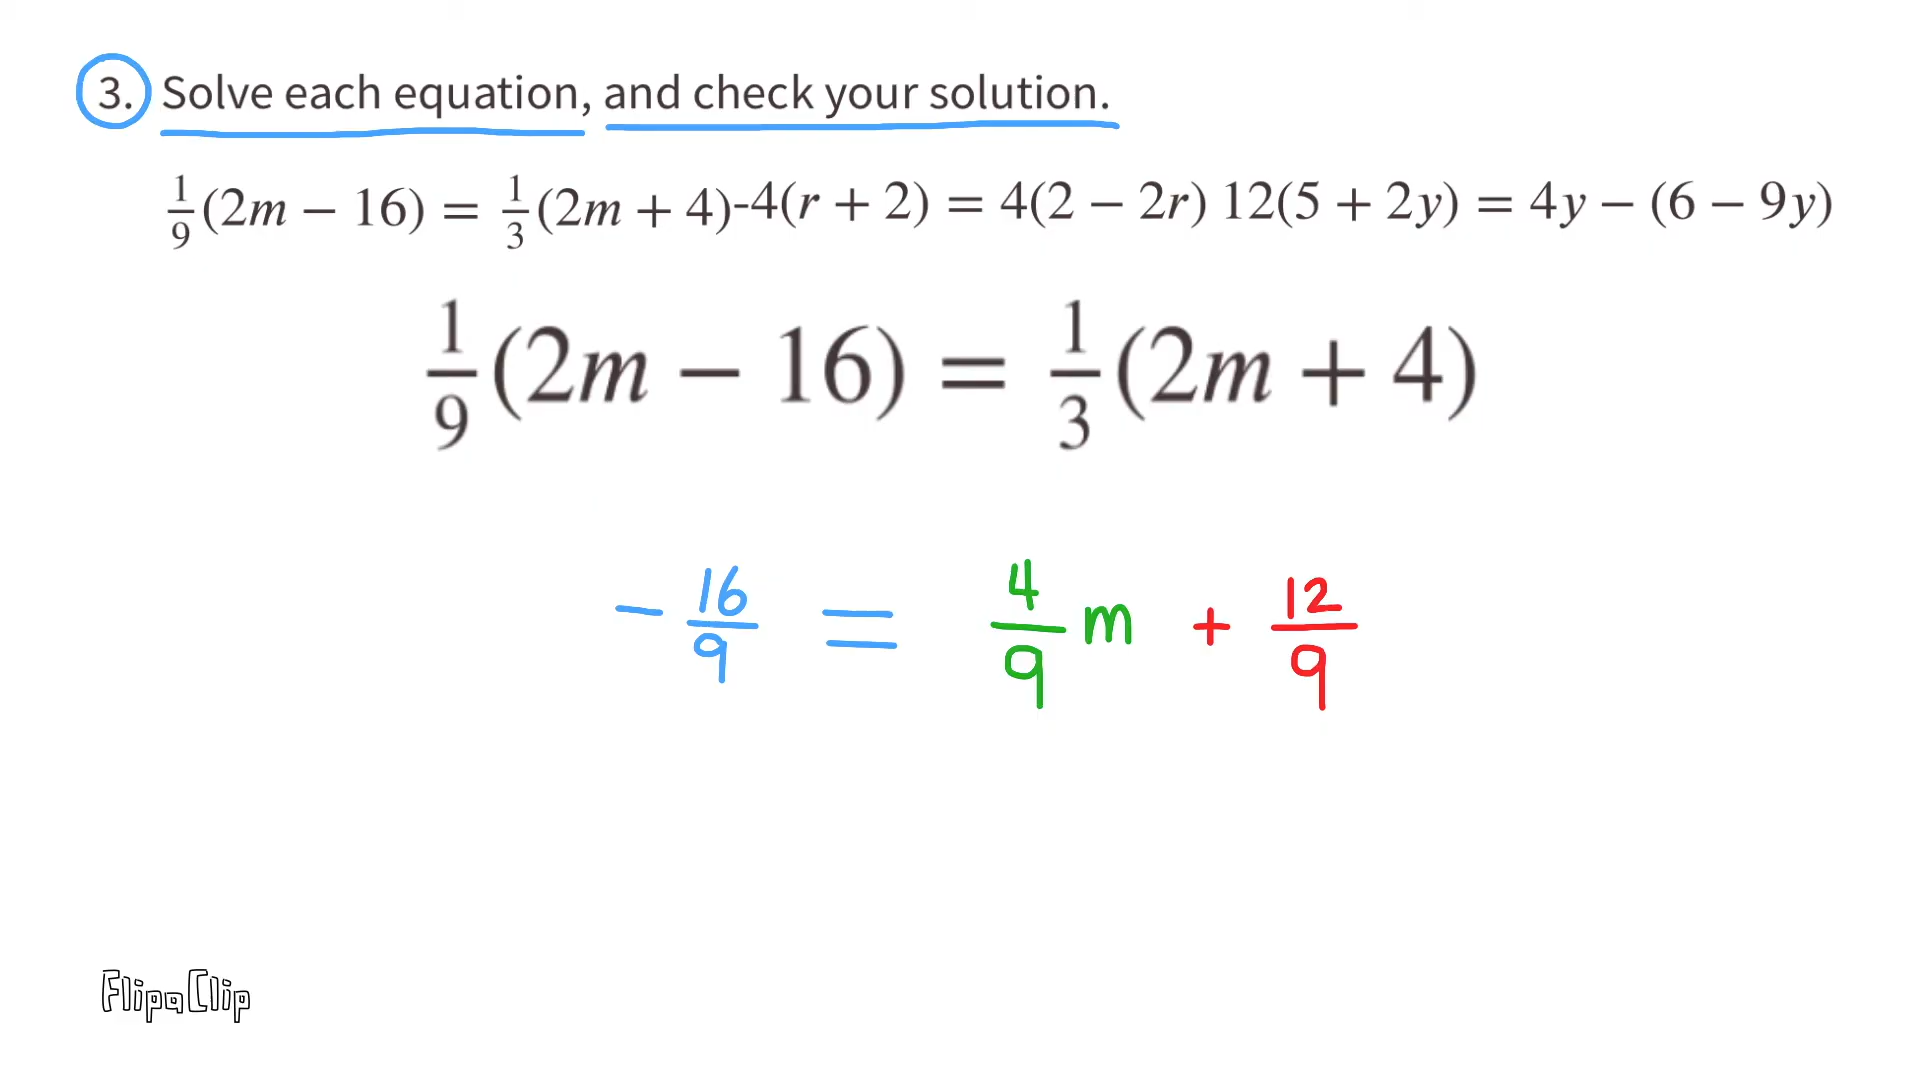 3. Solve each equation, and check your solution.
1/9(2m − 16) = 1/3(2m + 4) -4(r + 2) = 4(2 − 2r) 12(5 + 2y) = 4y − (6 − 9y)
1/9(2m − 16) = 1/3(2m + 4)
− 16/9 = 4/9 m + 12/9
FlipaClip